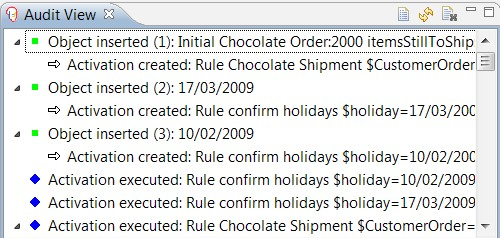 Audit View
Object inserted (1): Initial Chocolate Order:2000 itemsStillToShip
Activation created: Rule Chocolate Shipment $CustomerOrder
Object inserted (2): 17/03/2009
Activation created: Rule confirm holidays $holiday=17/03/2009
Object inserted (3): 10/02/2009
Activation created: Rule confirm holidays $holiday=10/02/2009
Activation executed: Rule confirm holidays $holiday=10/02/2009
Activation executed: Rule confirm holidays $holiday=17/03/2009
Activation executed: Rule Chocolate Shipment $CustomerOrder=